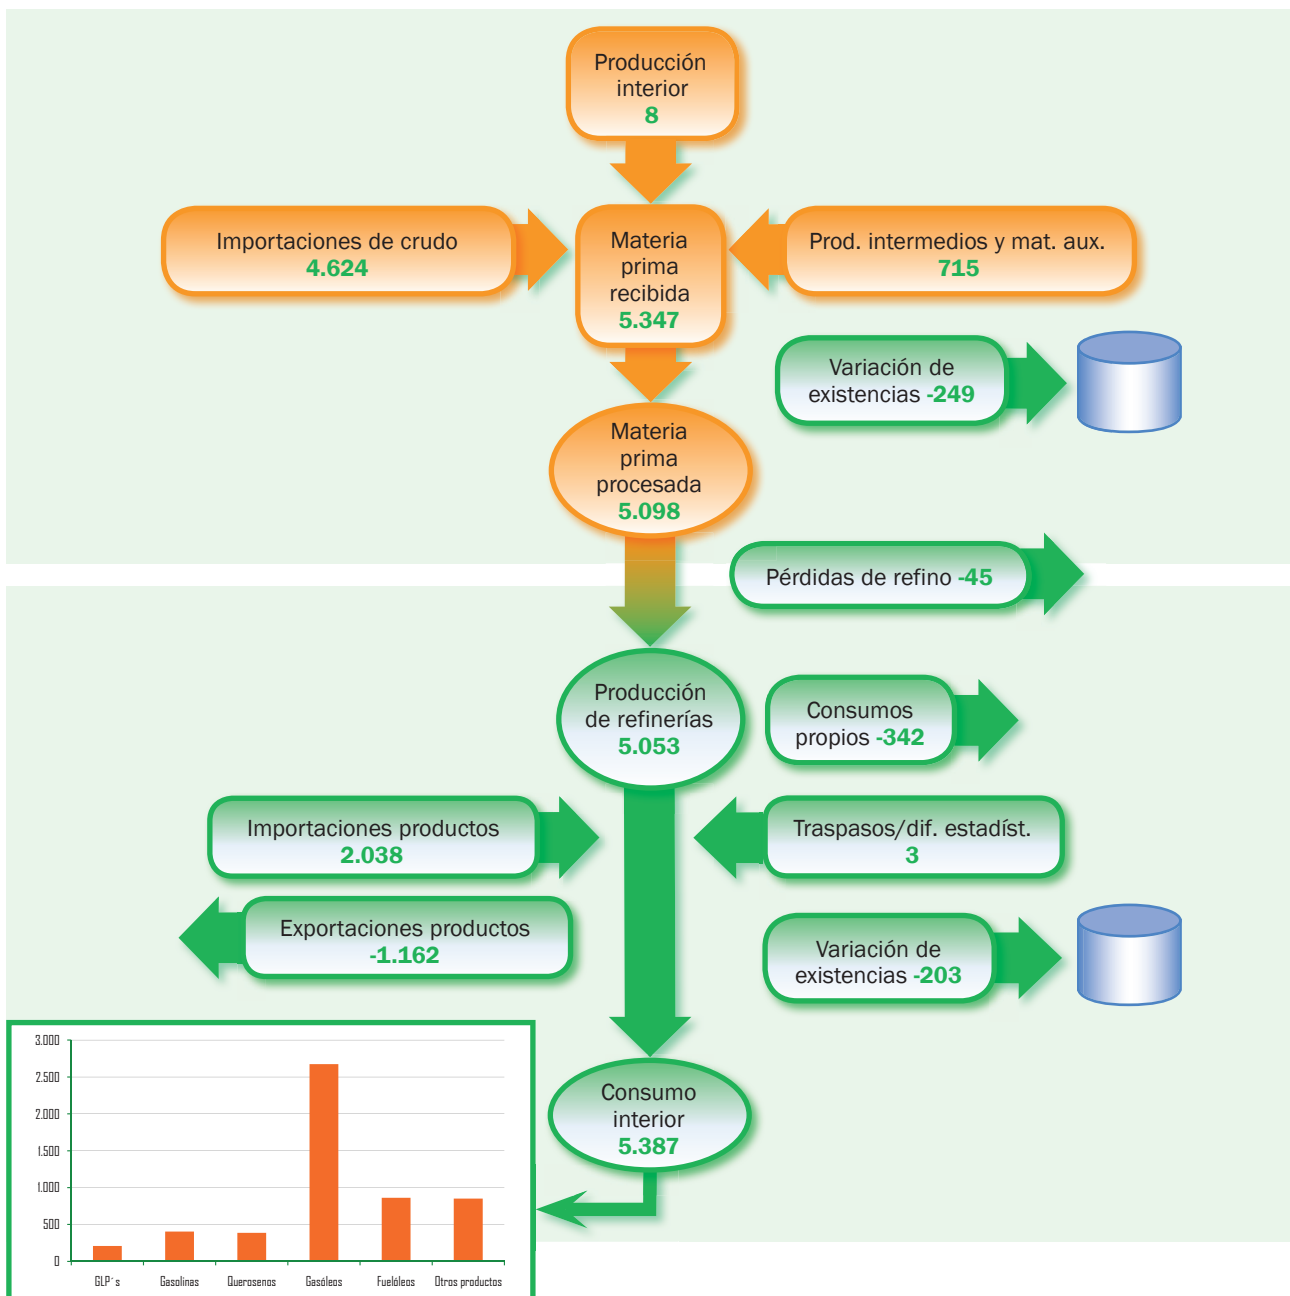 Producción
interior
8
Importaciones de crudo
4.624
Materia
prima
recibida
5.347
Prod. intermedios y mat. aux.
715
Variación de
existencias -249
Materia
prima
procesada
5.098
Pérdidas de refino -45
Producción
de refinerías
5.053
Consumos
propios -342
Importaciones productos
2.038
Traspasos/dif. estadíst.
3
Exportaciones productos
-1.162
Variación de
existencias -203
Consumo
interior
5.387
3.000
2.500
2.000
1.500
1.000
500
0
GLP´s Gasolinas Querosenos Gasóleos Fuelóleos Otros productos